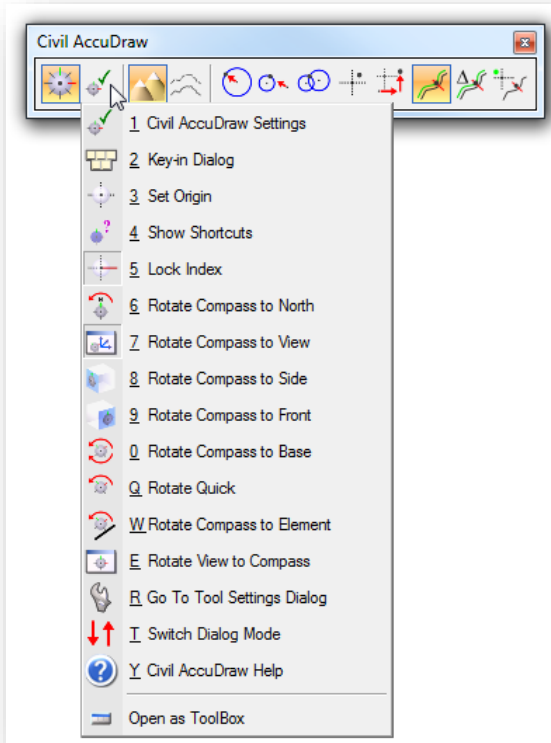 Civil AccuDraw
1 Civil AccuDraw Settings
2 Key-in Dialog
3 Set Origin
4 Show Shortcuts
5 Lock Index
6 Rotate Compass to North
7 Rotate Compass to View
8 Rotate Compass to Side
9 Rotate Compass to Front
0 Rotate Compass to Base
Q Rotate Quick
W Rotate Compass to Element
E Rotate View to Compass
R Go To Tool Settings Dialog
T Switch Dialog Mode
Y Civil AccuDraw Help
Open as ToolBox